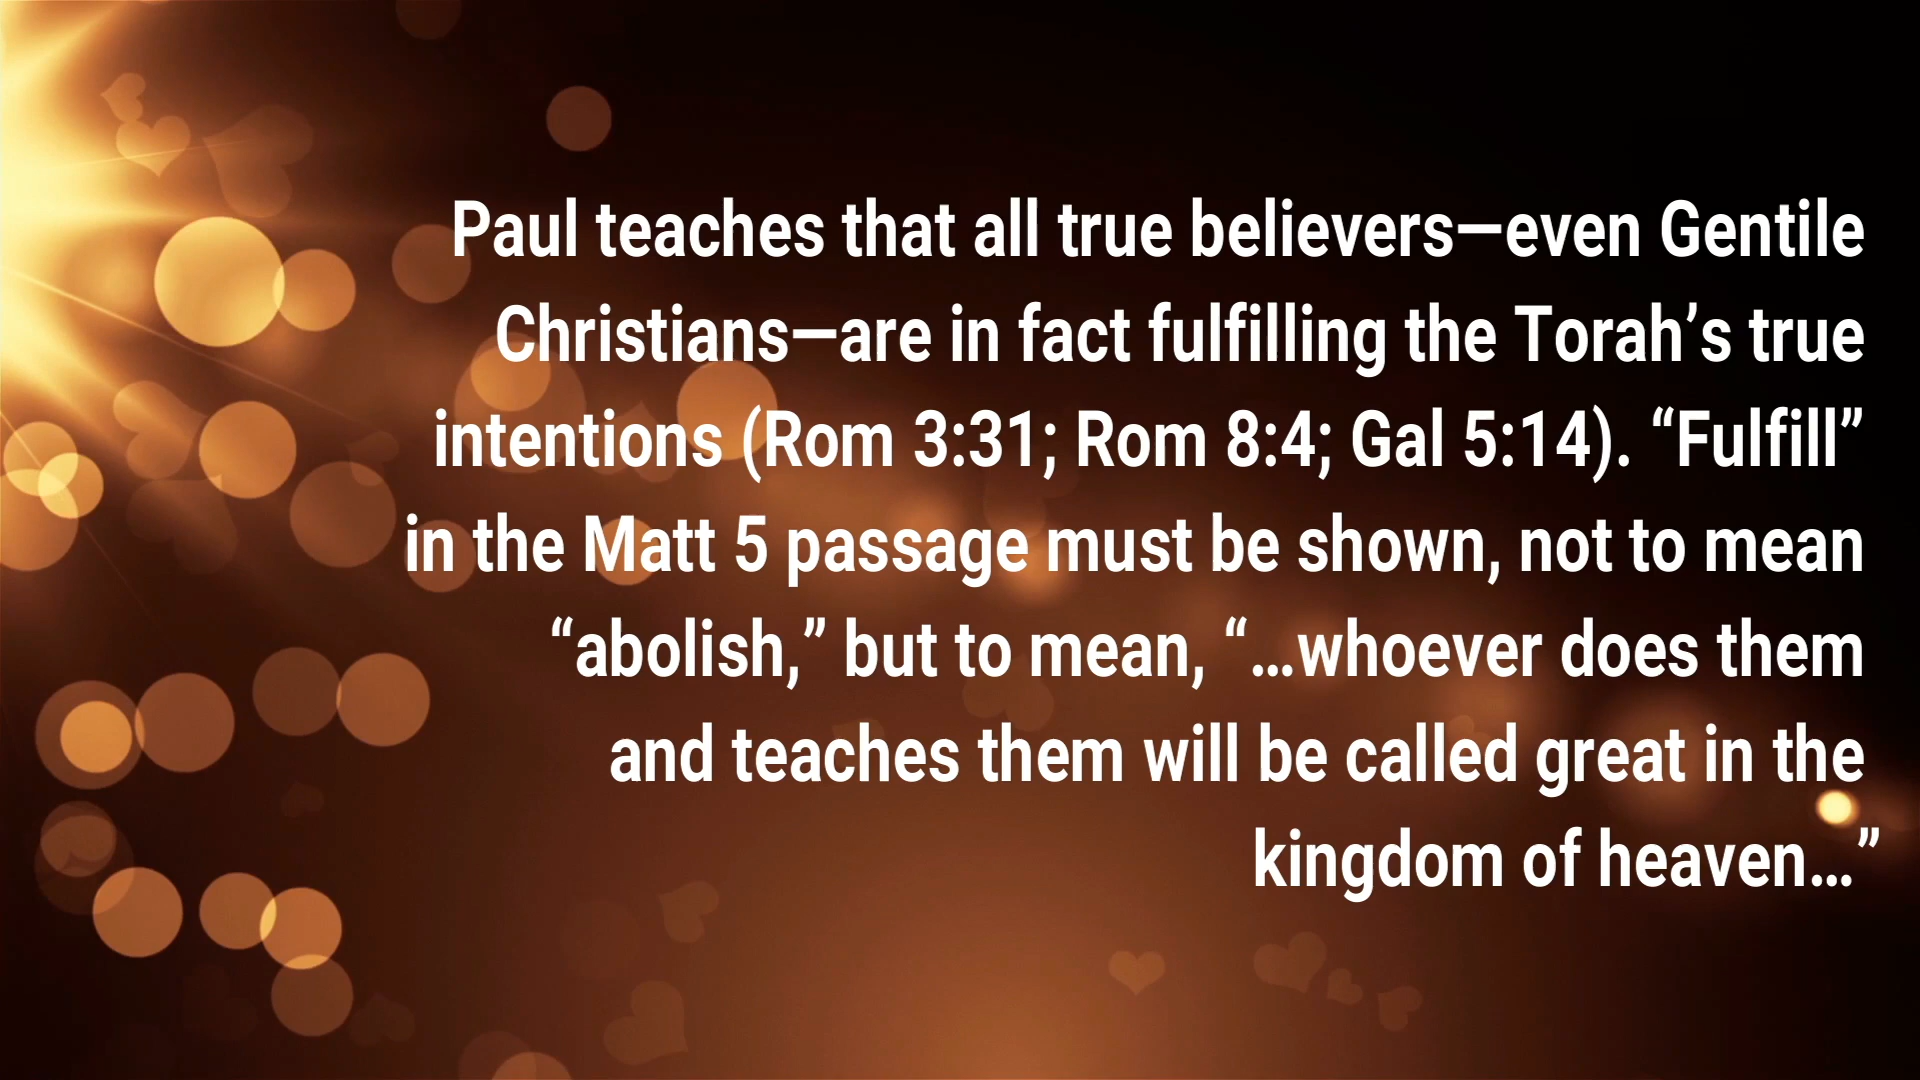 Paul teaches that all true believers—even Gentile
Christians—are in fact fulfilling the Torah’s true
intentions (Rom 3:31; Rom 8:4; Gal 5:14). “Fulfill”
in the Matt 5 passage must be shown, not to mean
“abolish,” but to mean, “…whoever does them
and teaches them will be called great in the
kingdom of heaven…”